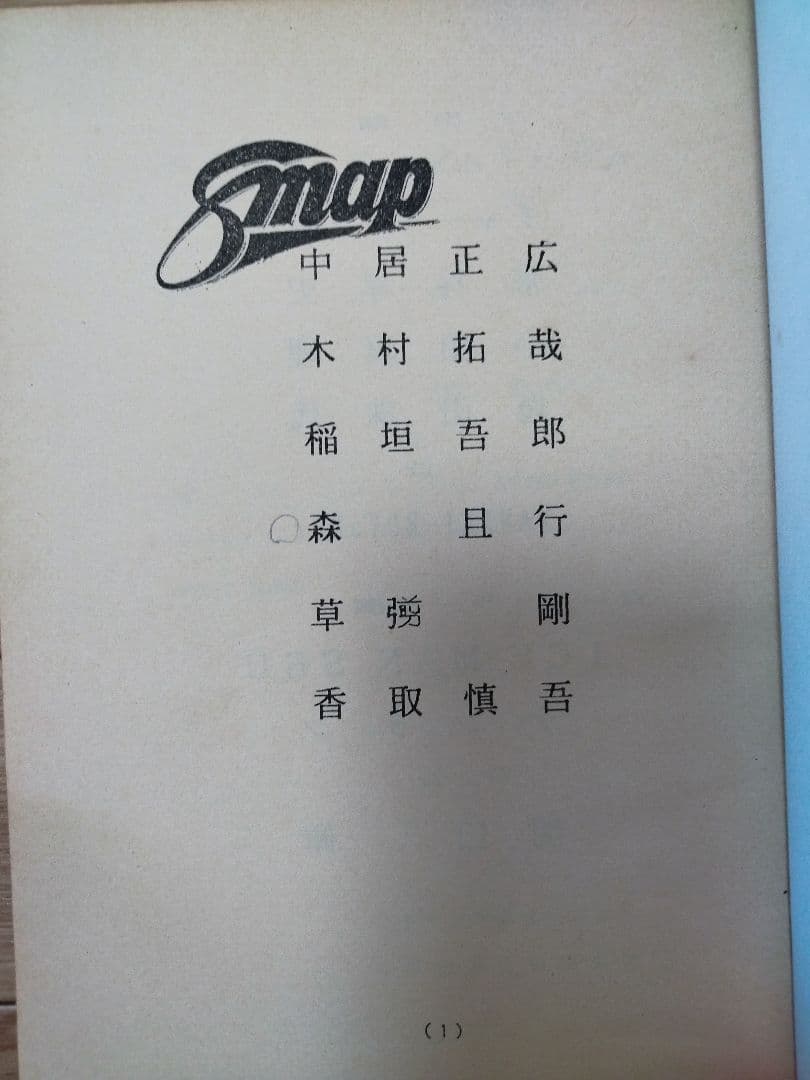 Smap
中居正広
木村拓哉
稲垣吾郎
森 且行
草彅 剛
香取慎吾
(1)